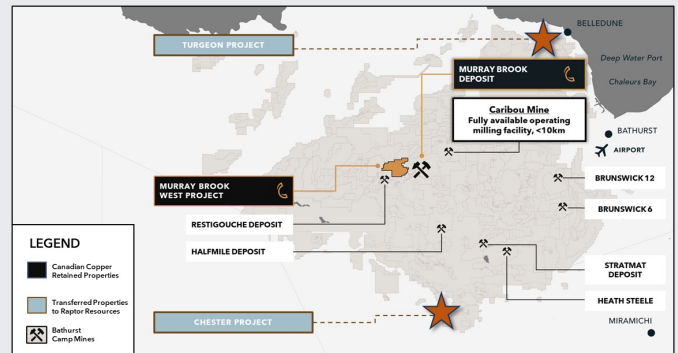 TURGEON PROJECT
BELLEDUNE
Deep Water Port
Chaleurs Bay
MURRAY BROOK
DEPOSIT
Caribou Mine
Fully available operating
milling facility, <10km
BATHURST
AIRPORT
MURRAY BROOK
WEST PROJECT
BRUNSWICK 12
BRUNSWICK 6
RESTIGOUCHE DEPOSIT
HALFMILE DEPOSIT
STRATMAT
DEPOSIT
HEATH STEELE
MIRAMICHI
CHESTER PROJECT
LEGEND
Canadian Copper
Retained Properties
Transferred Properties
to Raptor Resources
Bathurst
Camp Mines